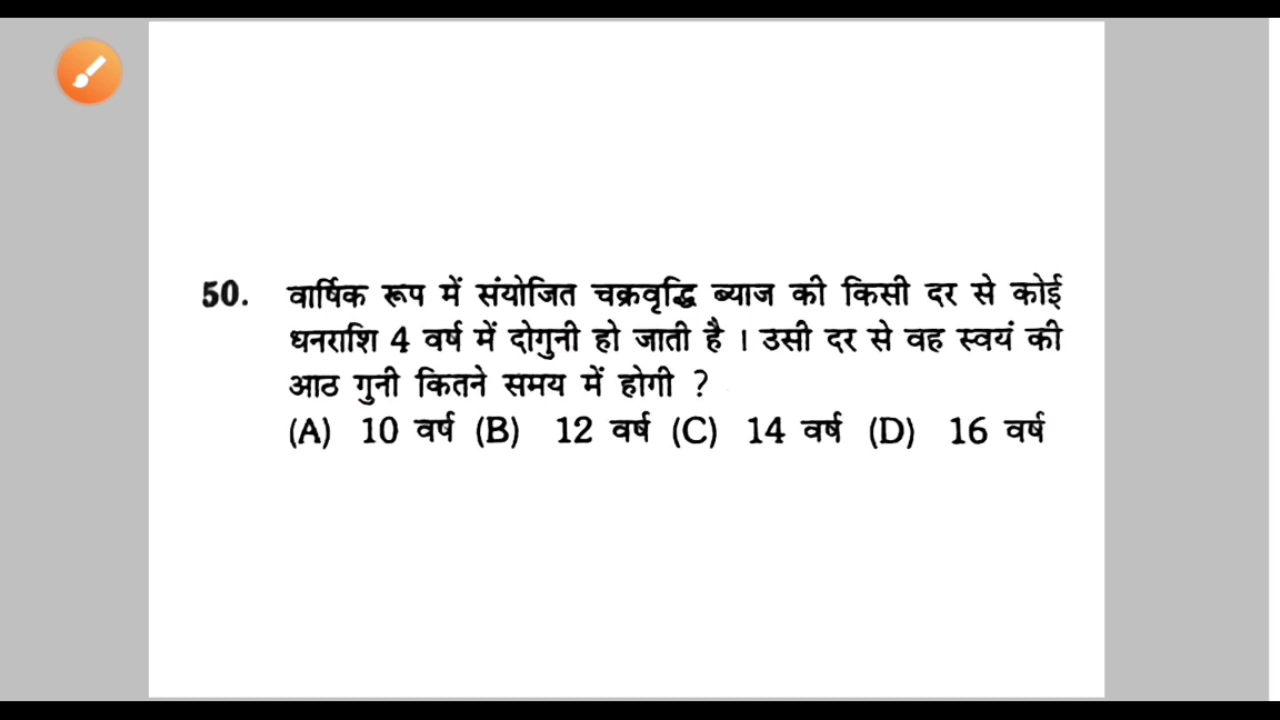 50. वार्षिक रूप में संयोजित चक्रवृद्धि ब्याज की किसी दर से कोई
धनराशि 4 वर्ष में दोगुनी हो जाती है । उसी दर से वह स्वयं की
आठ गुनी कितने समय में होगी ?
(A) 10 वर्ष (B) 12 वर्ष (C) 14 वर्ष (D) 16 वर्ष